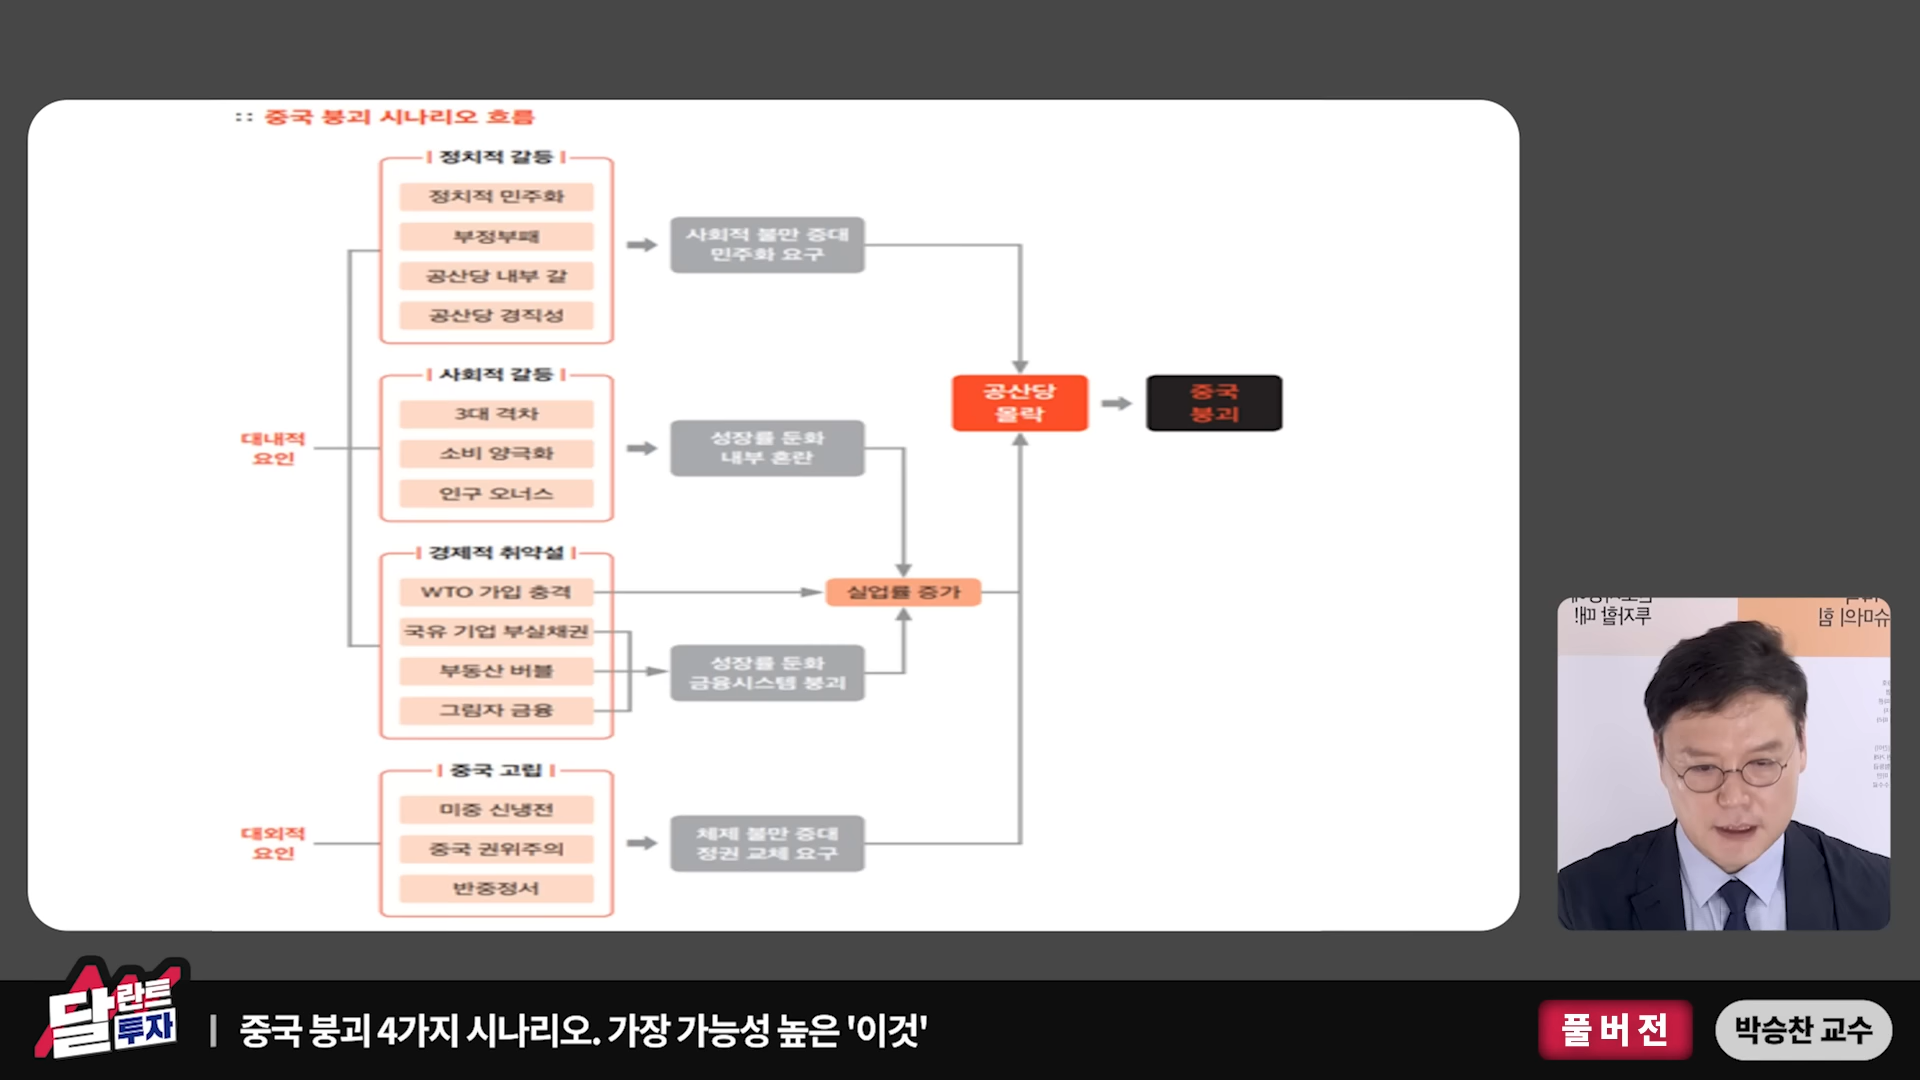 :: 중국 붕괴 시나리오 흐름
정치적 갈등
정치적 민주화
부정부패
공산당 내부 갈
공산당 경직성
사회적 불만 증대
민주화 요구
사회적 갈등
3대 격차
소비 양극화
인구 오너스
성장률 둔화
내부 혼란
대내적
요인
공산당
몰락
중국
붕괴
경제적 취약설
WTO 가입 충격
국유 기업 부실채권
부동산 버블
그림자 금융
실업률 증가
성장률 둔화
금융시스템 붕괴
중국 고립
미중 신냉전
중국 권위주의
반중정서
대외적
요인
체제 불만 증대
정권 교체 요구
투자할 때!
슈마의 힘
달란트
투자
중국 붕괴 4가지 시나리오. 가장 가능성 높은 '이것'
풀버전
박승찬 교수